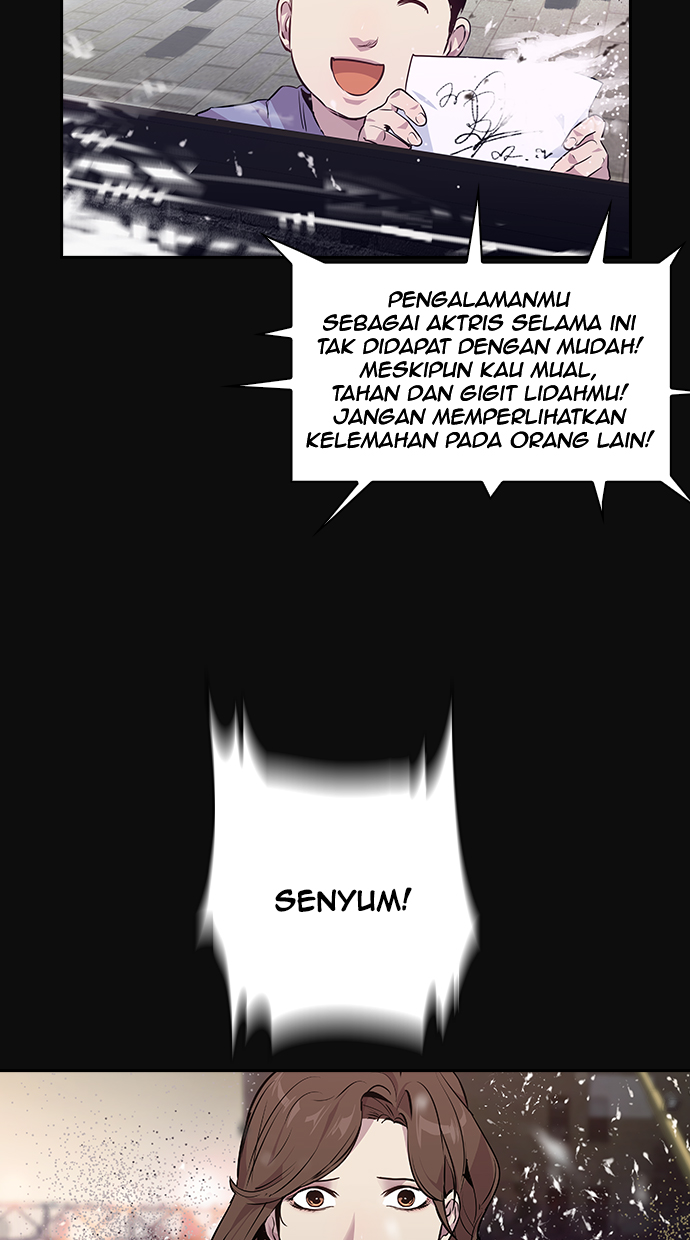 PENGALAMANMU
SEBAGAI AKTRIS SELAMA INI
TAK DIDAPAT DENGAN MUDAH!
MESKIPUN KAU MUAL,
TAHAN DAN GIGIT LIDAHMU!
JANGAN MEMPERLIHATKAN
KELEMAHAN PADA ORANG LAIN!
SENYUM!